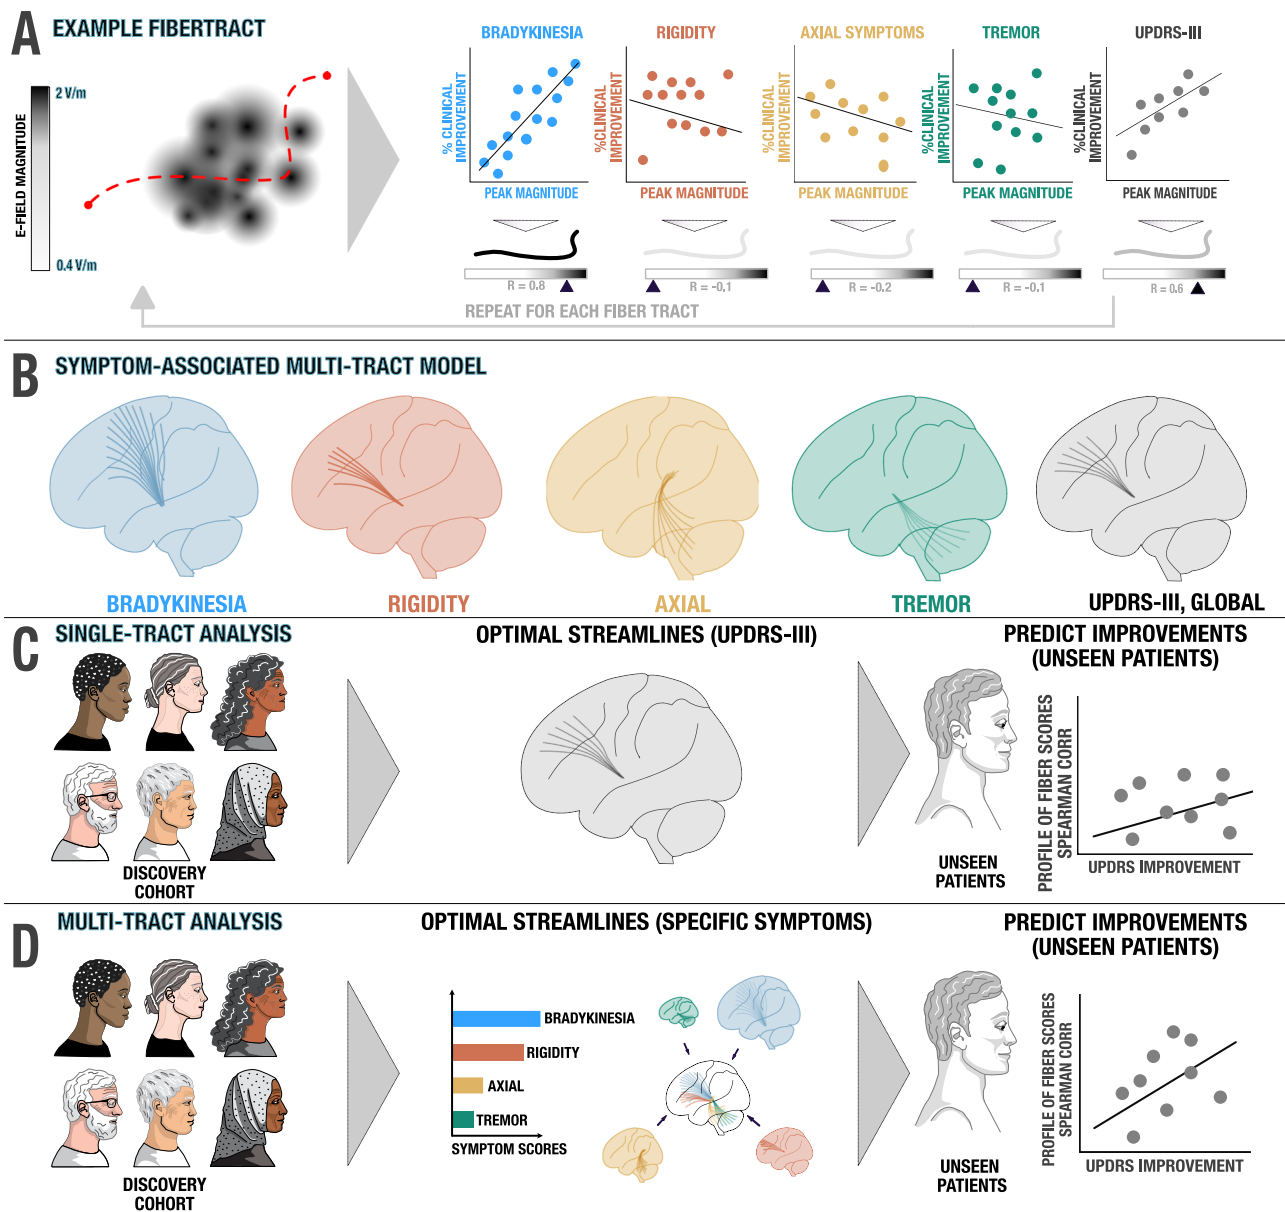 A
EXAMPLE FIBERTRACT
E-FIELD MAGNITUDE
2 V/m
0.4 V/m
BRADYKINESIA
% CLINICAL
IMPROVEMENT
PEAK MAGNITUDE
R = 0.8
RIGIDITY
%CLINICAL
IMPROVEMENT
PEAK MAGNITUDE
R = -0.1
AXIAL SYMPTOMS
%CLINICAL
IMPROVEMENT
PEAK MAGNITUDE
R = -0.2
TREMOR
%CLINICAL
IMPROVEMENT
PEAK MAGNITUDE
R = -0.1
UPDRS-III
%CLINICAL
IMPROVEMENT
PEAK MAGNITUDE
R = 0.6
REPEAT FOR EACH FIBER TRACT
B
SYMPTOM-ASSOCIATED MULTI-TRACT MODEL
BRADYKINESIA
RIGIDITY
AXIAL
TREMOR
UPDRS-III, GLOBAL
C
SINGLE-TRACT ANALYSIS
DISCOVERY
COHORT
OPTIMAL STREAMLINES (UPDRS-III)
UNSEEN
PATIENTS
PREDICT IMPROVEMENTS
(UNSEEN PATIENTS)
PROFILE OF FIBER SCORES
SPEARMAN CORR
UPDRS IMPROVEMENT
D
MULTI-TRACT ANALYSIS
DISCOVERY
COHORT
OPTIMAL STREAMLINES (SPECIFIC SYMPTOMS)
BRADYKINESIA
RIGIDITY
AXIAL
TREMOR
SYMPTOM SCORES
UNSEEN
PATIENTS
PREDICT IMPROVEMENTS
(UNSEEN PATIENTS)
PROFILE OF FIBER SCORES
SPEARMAN CORR
UPDRS IMPROVEMENT